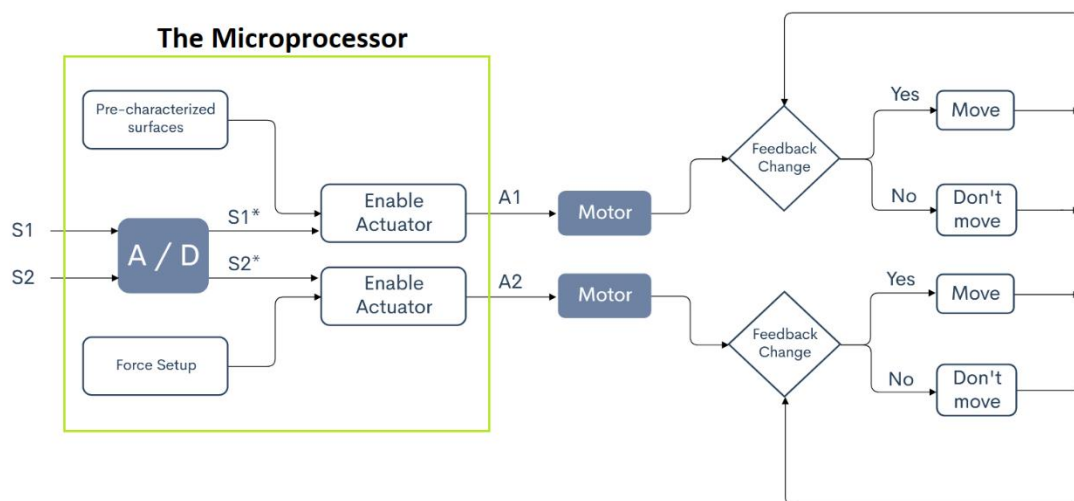 The Microprocessor
Pre-characterized
surfaces
S1
S2
A / D
S1*
S2*
Enable
Actuator
Enable
Actuator
Force Setup
A1
A2
Motor
Motor
Feedback
Change
Yes
Move
No
Don't
move
Feedback
Change
Yes
Move
No
Don't
move